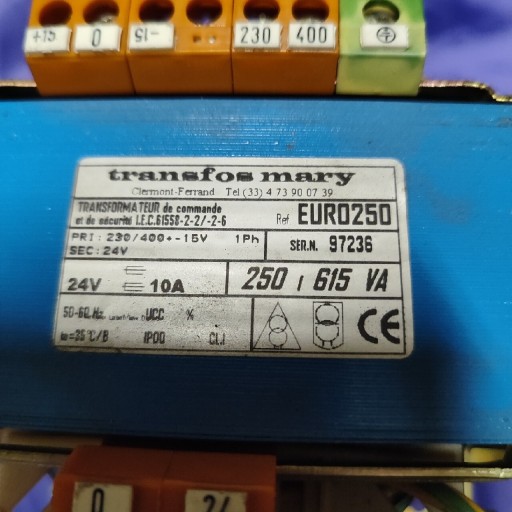 +15 0 -15 230 400
transfos mary
Clermont-Ferrand Tel (33) 4 73 90 07 39
TRANSFORMATEUR de commande
et de sécurité I.E.C.61558-2-2/-2-6
Ref EURO250
PRI: 230/400+-15V 1Ph
SEC: 24V
SER.N. 97236
24V 10A
250 / 615 VA
50-60 Hz UCC %
ta=35°C/B IP00 CL.I
CE
0 24